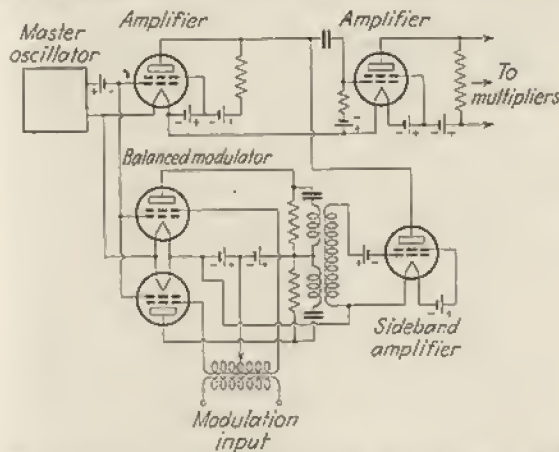 Master
oscillator
Amplifier
Amplifier
To
multipliers
Balanced modulator
Sideband
amplifier
Modulation
input